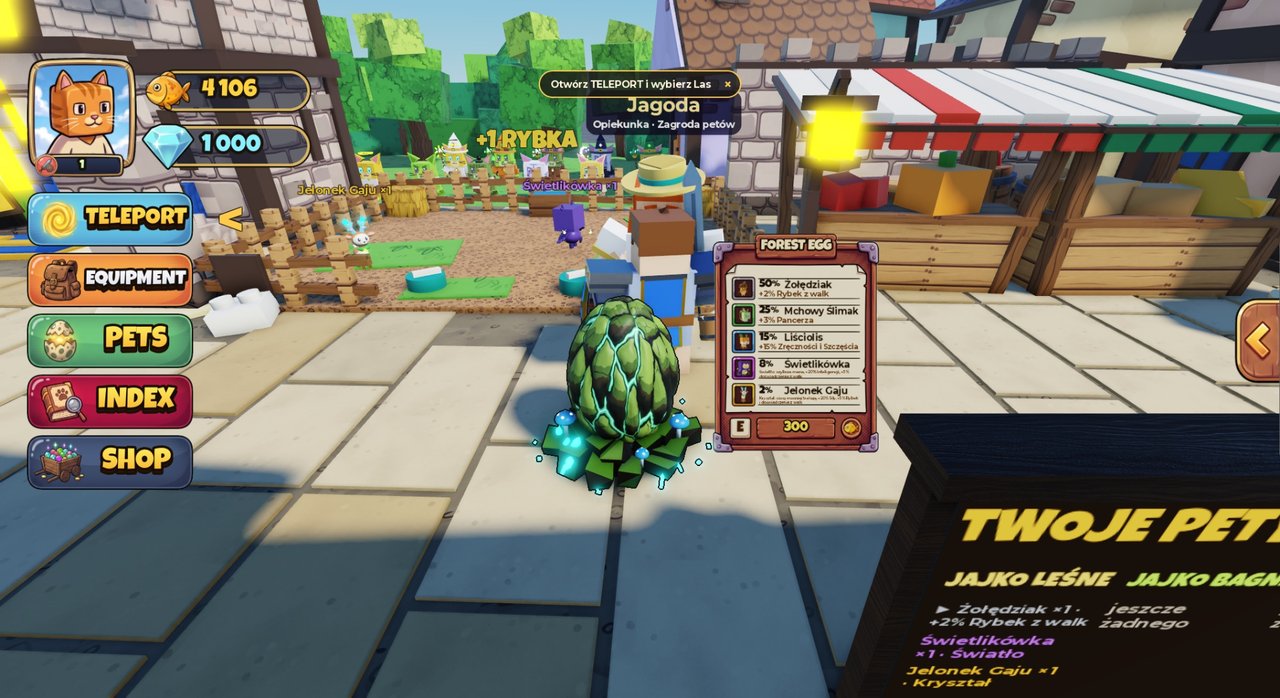 4 106
1 000
1
TELEPORT
EQUIPMENT
PETS
INDEX
SHOP
Otwórz TELEPORT i wybierz Las ×
Jagoda
Opiekunka · Zagroda petów
+1 RYBKA
Jelonek Gaju ×1
Świetlikówka ×1
FOREST EGG
50% Żołędziak
+2% Rybek z walk
25% Mchowy Ślimak
+3% Pancerza
15% Liściolis
+15% Zręczności i Szczęścia
8% Świetlikówka
2% Jelonek Gaju
E 300
TWOJE PET
JAJKO LEŚNE JAJKO BAGN
► Żołędziak ×1 ·
+2% Rybek z walk
jeszcze
żadnego
Świetlikówka
×1 · Światło
Jelonek Gaju ×1
· Kryształ